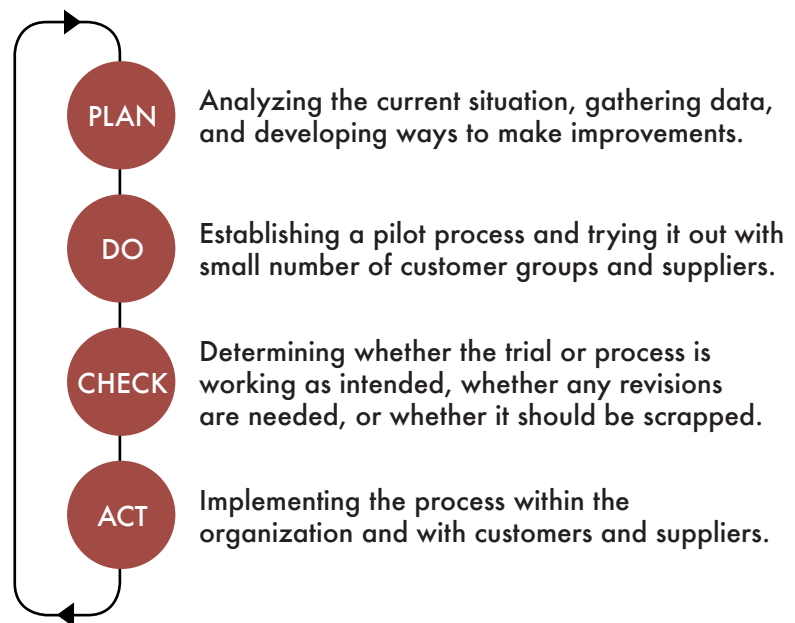 PLAN
Analyzing the current situation, gathering data,
and developing ways to make improvements.
DO
Establishing a pilot process and trying it out with
small number of customer groups and suppliers.
CHECK
Determining whether the trial or process is
working as intended, whether any revisions
are needed, or whether it should be scrapped.
ACT
Implementing the process within the
organization and with customers and suppliers.